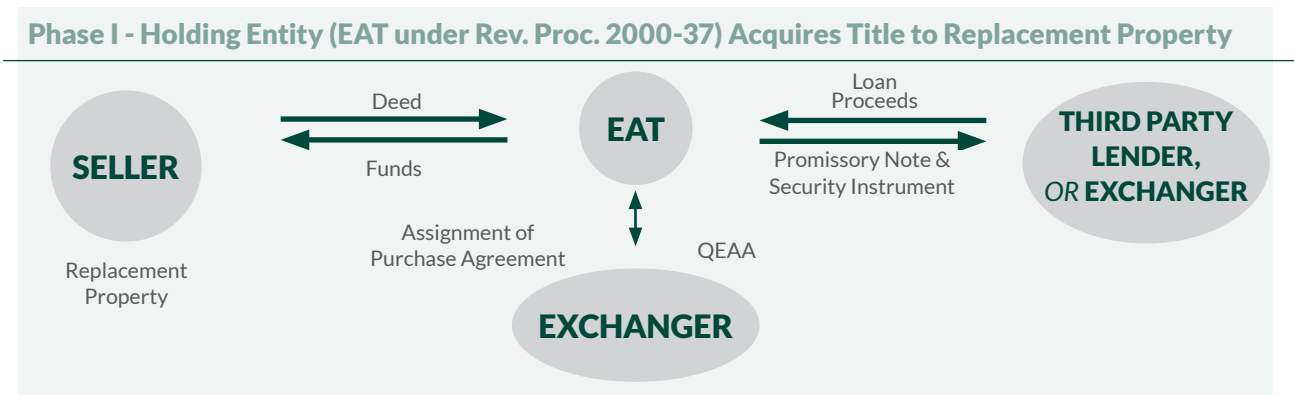 Phase I - Holding Entity (EAT under Rev. Proc. 2000-37) Acquires Title to Replacement Property
SELLER
Replacement
Property
Deed
Funds
EAT
Loan
Proceeds
Promissory Note &
Security Instrument
THIRD PARTY
LENDER,
OR EXCHANGER
Assignment of
Purchase Agreement
QEAA
EXCHANGER